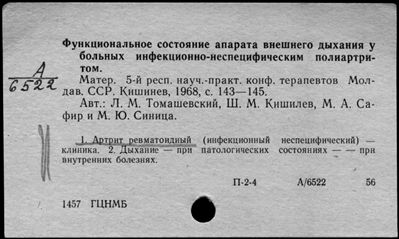 Функциональное состояние апарата внешнего дыхания у
больных инфекционно-неспецифическим полиартри-
том.
А
6522
Матер. 5-й респ. науч.-практ. конф. терапевтов Мол-
дав. ССР. Кишинев, 1968, с. 143—145.
Авт.: Л. М. Томашевский, Ш. М. Кишилев, М. А. Са-
фир и М. Ю. Синица.
1. Артрит ревматоидный (инфекционный неспецифический) —
клиника. 2. Дыхание — при патологических состояниях — — при
внутренних болезнях.
П-2-4 А/6522 56
1457 ГЦНМБ